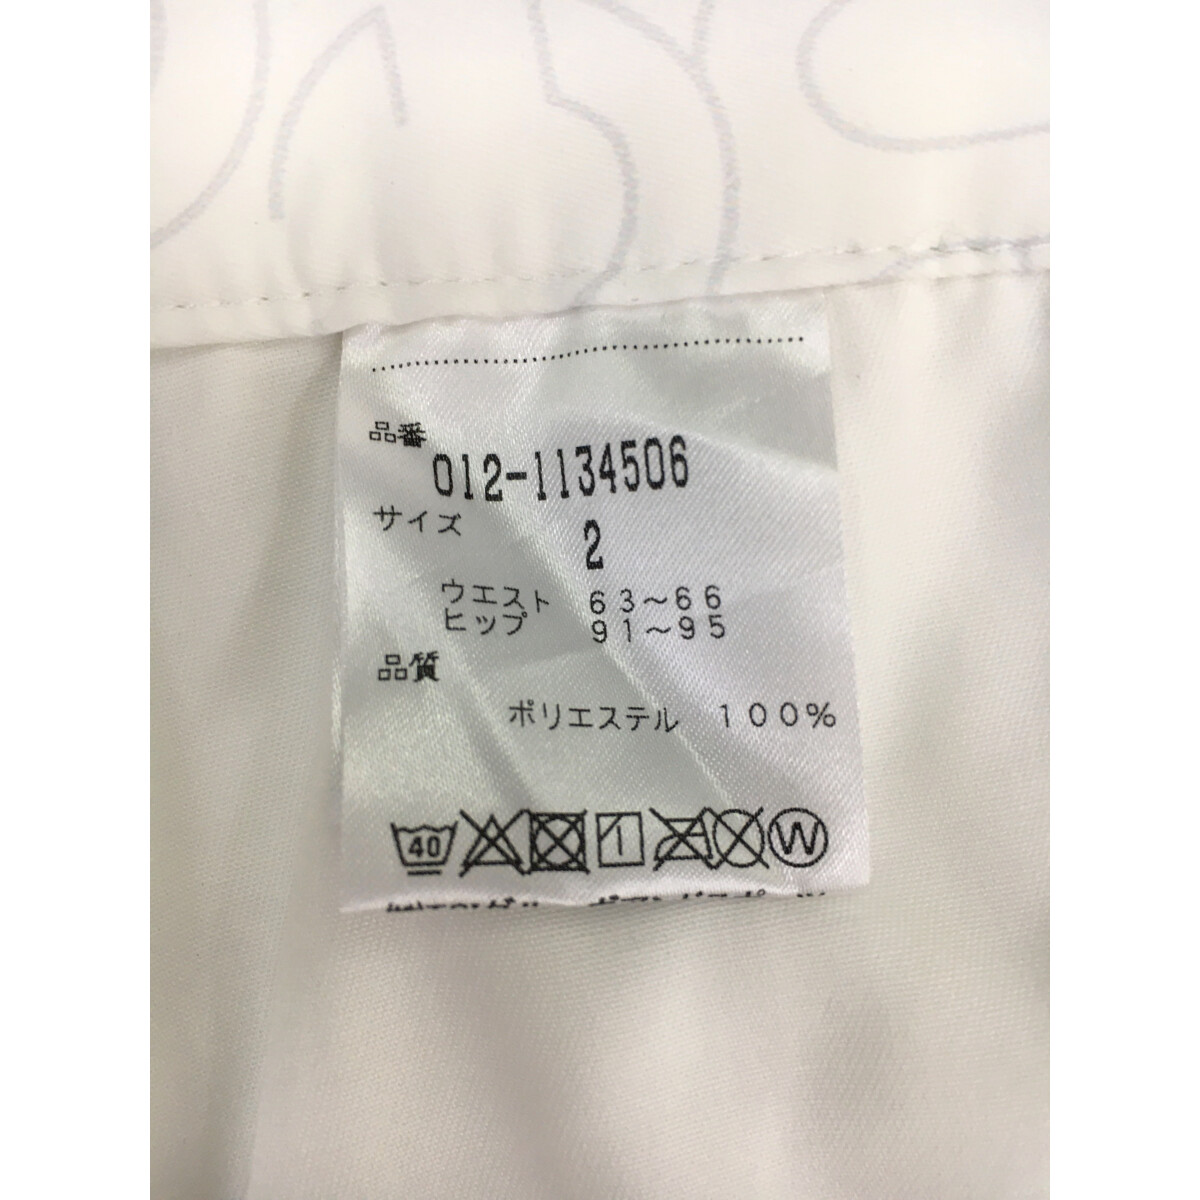 品番
012-1134506
サイズ
2
ウエスト 63～66
ヒップ 91～95
品質
ポリエステル 100%
40
W